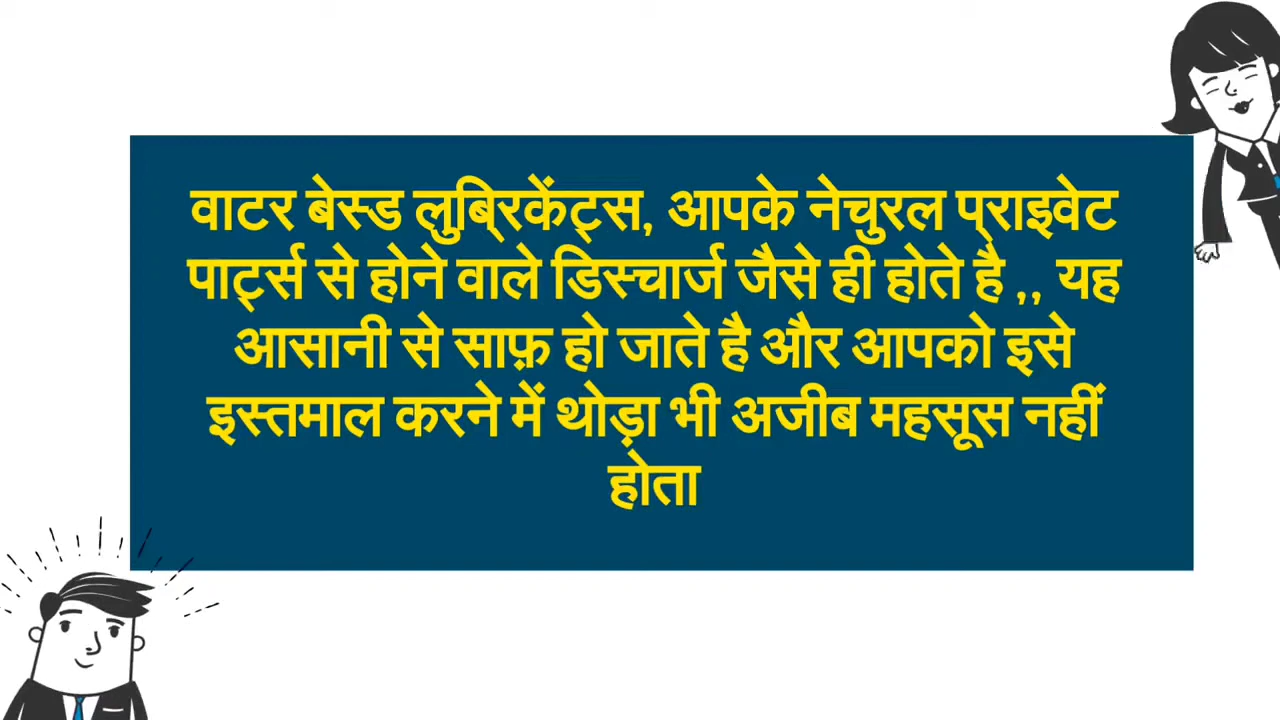 वाटर बेस्ड लुब्रिकेंट्स, आपके नेचुरल प्राइवेट
पार्ट्स से होने वाले डिस्चार्ज जैसे ही होते है ,, यह
आसानी से साफ़ हो जाते है और आपको इसे
इस्तमाल करने में थोड़ा भी अजीब महसूस नहीं
होता